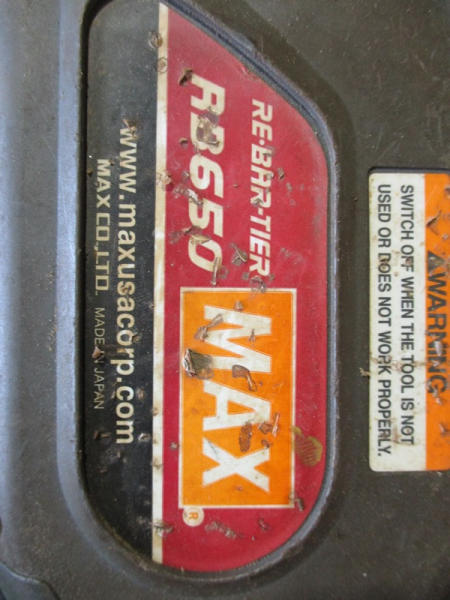 RE-BAR-TIER
RB650
MAX®
www.maxusacorp.com
MAX CO.,LTD. MADE IN JAPAN
WARNING
SWITCH OFF WHEN THE TOOL IS NOT
USED OR DOES NOT WORK PROPERLY.